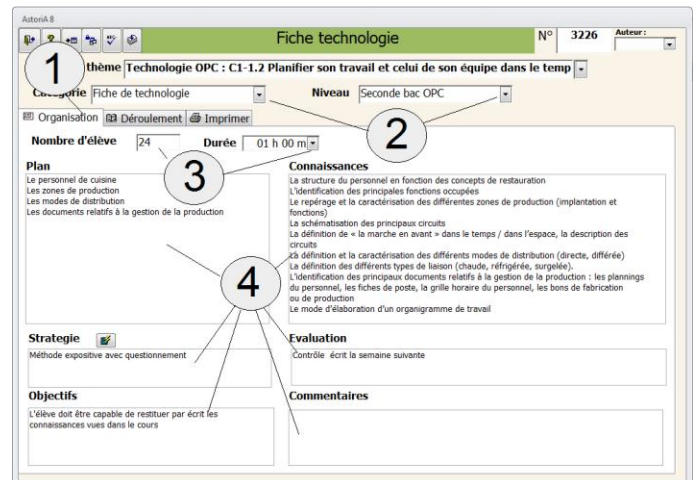 AstoriA 8
Fiche technologie
N° 3226 Auteur :
1
thème Technologie OPC : C1-1.2 Planifier son travail et celui de son équipe dans le temp
Catégorie Fiche de technologie Niveau Seconde bac OPC
2
Organisation Déroulement Imprimer
Nombre d'élève 24 Durée 01 h 00 m
3
Plan
Le personnel de cuisine
Les zones de production
Les modes de distribution
Les documents relatifs à la gestion de la production
Connaissances
La structure du personnel en fonction des concepts de restauration
L'identification des principales fonctions occupées
Le repérage et la caractérisation des différentes zones de production (implantation et
fonctions)
La schématisation des principaux circuits
La définition de « la marche en avant » dans le temps / dans l'espace, la description des
circuits
La définition et la caractérisation des différents modes de distribution (directe, différée)
La définition des différents types de liaison (chaude, réfrigérée, surgelée).
L'identification des principaux documents relatifs à la gestion de la production : les plannings
du personnel, les fiches de poste, la grille horaire du personnel, les bons de fabrication
ou de production
Le mode d'élaboration d'un organigramme de travail
4
Strategie
Méthode expositive avec questionnement
Evaluation
Contrôle écrit la semaine suivante
Objectifs
L'élève doit être capable de restituer par écrit les
connaissances vues dans le cours
Commentaires